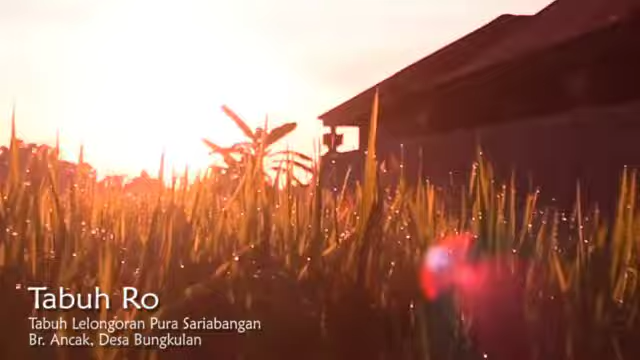 Tabuh Ro
Tabuh Lelongoran Pura Sariabangan
Br. Ancak, Desa Bungkulan